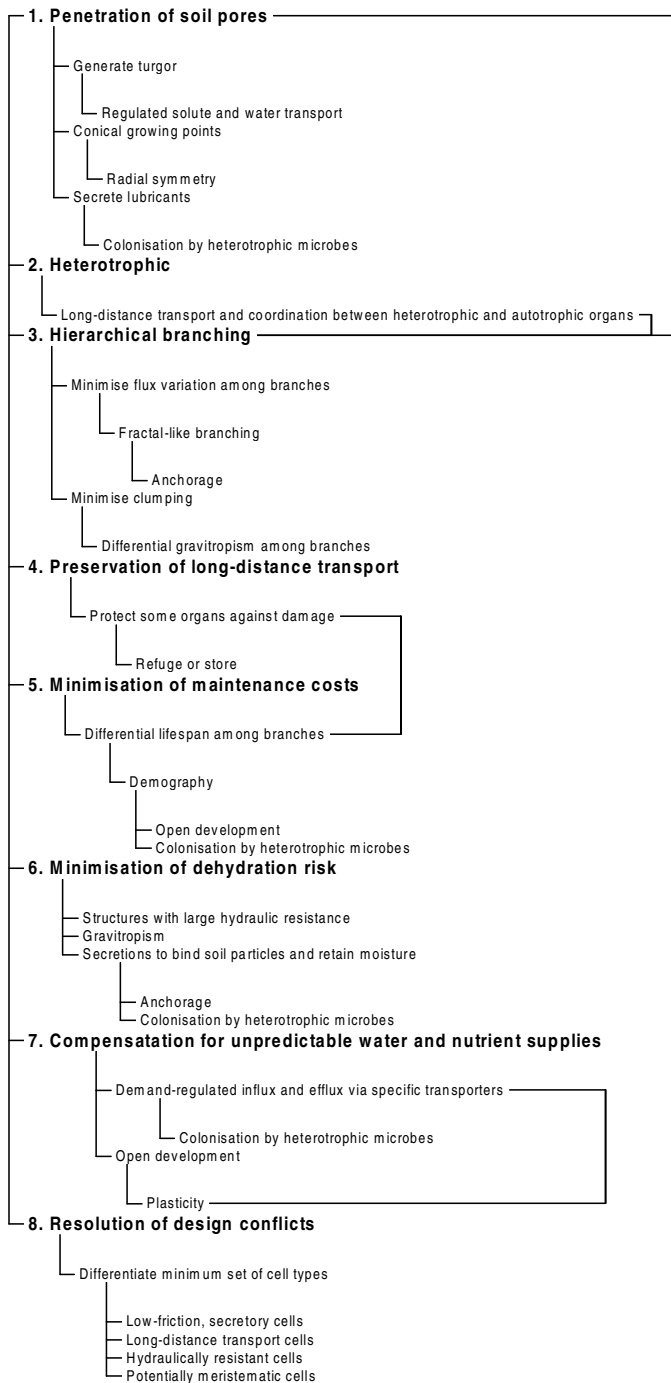 1. Penetration of soil pores
Generate turgor
Regulated solute and water transport
Conical growing points
Radial symmetry
Secrete lubricants
Colonisation by heterotrophic microbes
2. Heterotrophic
Long-distance transport and coordination between heterotrophic and autotrophic organs
3. Hierarchical branching
Minimise flux variation among branches
Fractal-like branching
Anchorage
Minimise clumping
Differential gravitropism among branches
4. Preservation of long-distance transport
Protect some organs against damage
Refuge or store
5. Minimisation of maintenance costs
Differential lifespan among branches
Demography
Open development
Colonisation by heterotrophic microbes
6. Minimisation of dehydration risk
Structures with large hydraulic resistance
Gravitropism
Secretions to bind soil particles and retain moisture
Anchorage
Colonisation by heterotrophic microbes
7. Compensatation for unpredictable water and nutrient supplies
Demand-regulated influx and efflux via specific transporters
Colonisation by heterotrophic microbes
Open development
Plasticity
8. Resolution of design conflicts
Differentiate minimum set of cell types
Low-friction, secretory cells
Long-distance transport cells
Hydraulically resistant cells
Potentially meristematic cells